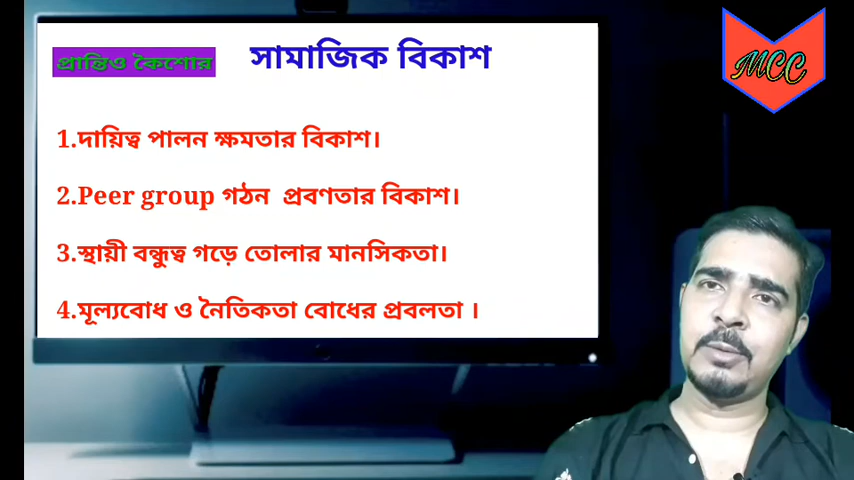 প্রান্তিও কৈশোর
সামাজিক বিকাশ
MCC
1.দায়িত্ব পালন ক্ষমতার বিকাশ।
2.Peer group গঠন প্রবণতার বিকাশ।
3.স্থায়ী বন্ধুত্ব গড়ে তোলার মানসিকতা।
4.মূল্যবোধ ও নৈতিকতা বোধের প্রবলতা ।